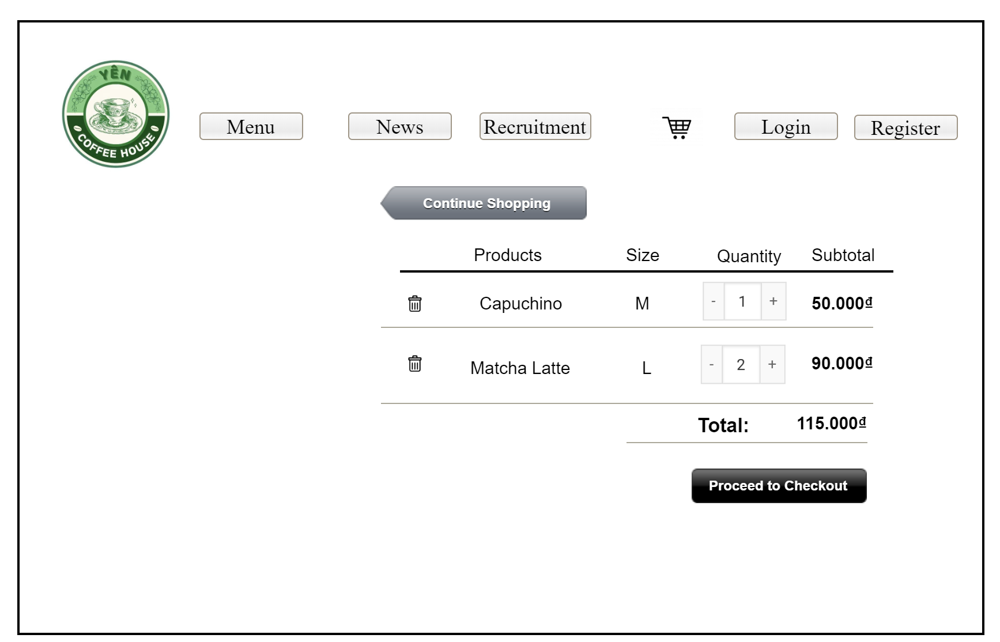 YÊN
COFFEE HOUSE
Menu News Recruitment Login Register
Continue Shopping
Products Size Quantity Subtotal
Capuchino M - 1 + 50.000₫
Matcha Latte L - 2 + 90.000₫
Total: 115.000₫
Proceed to Checkout